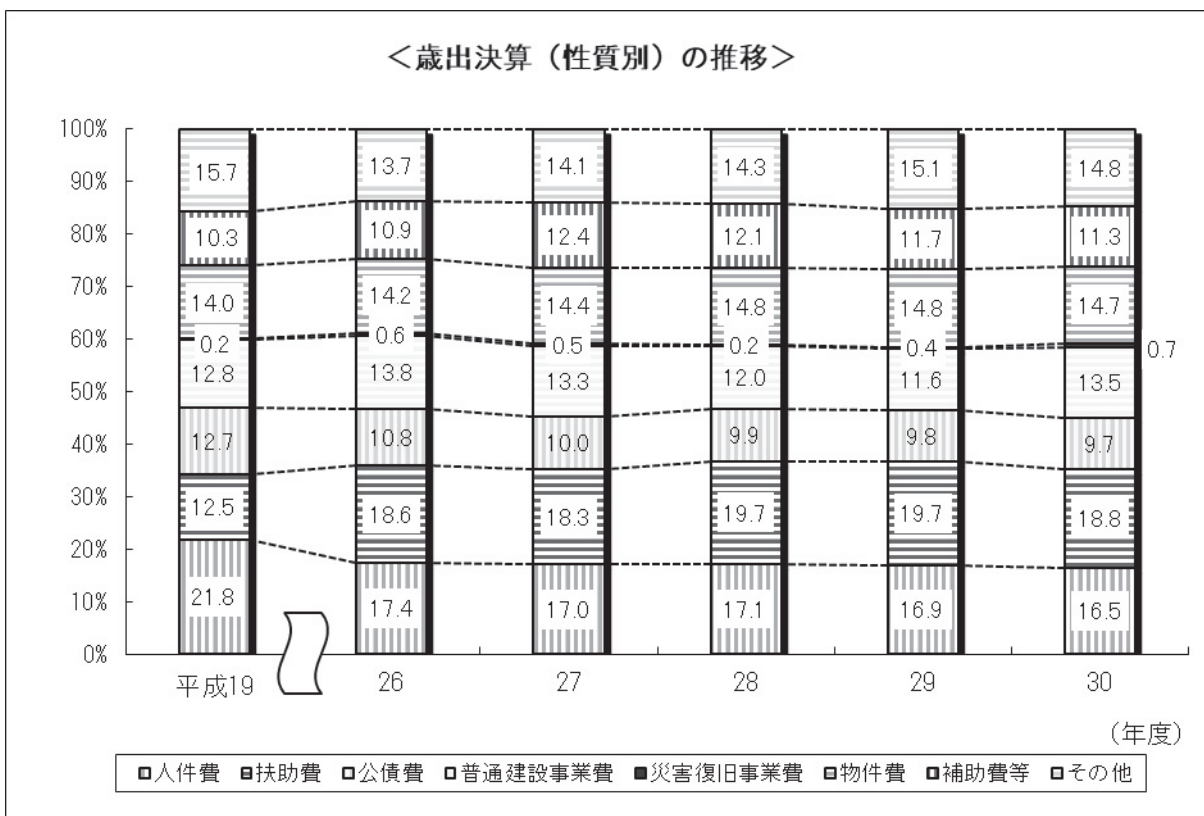 ＜歳出決算（性質別）の推移＞
100%
90%
80%
70%
60%
50%
40%
30%
20%
10%
0%
15.7 13.7 14.1 14.3 15.1 14.8
10.3 10.9 12.4 12.1 11.7 11.3
14.0 14.2 14.4 14.8 14.8 14.7
0.2 0.6 0.5 0.2 0.4 0.7
12.8 13.8 13.3 12.0 11.6 13.5
12.7 10.8 10.0 9.9 9.8 9.7
12.5 18.6 18.3 19.7 19.7 18.8
21.8 17.4 17.0 17.1 16.9 16.5
平成19 26 27 28 29 30
（年度）
人件費 扶助費 公債費 普通建設事業費 災害復旧事業費 物件費 補助費等 その他